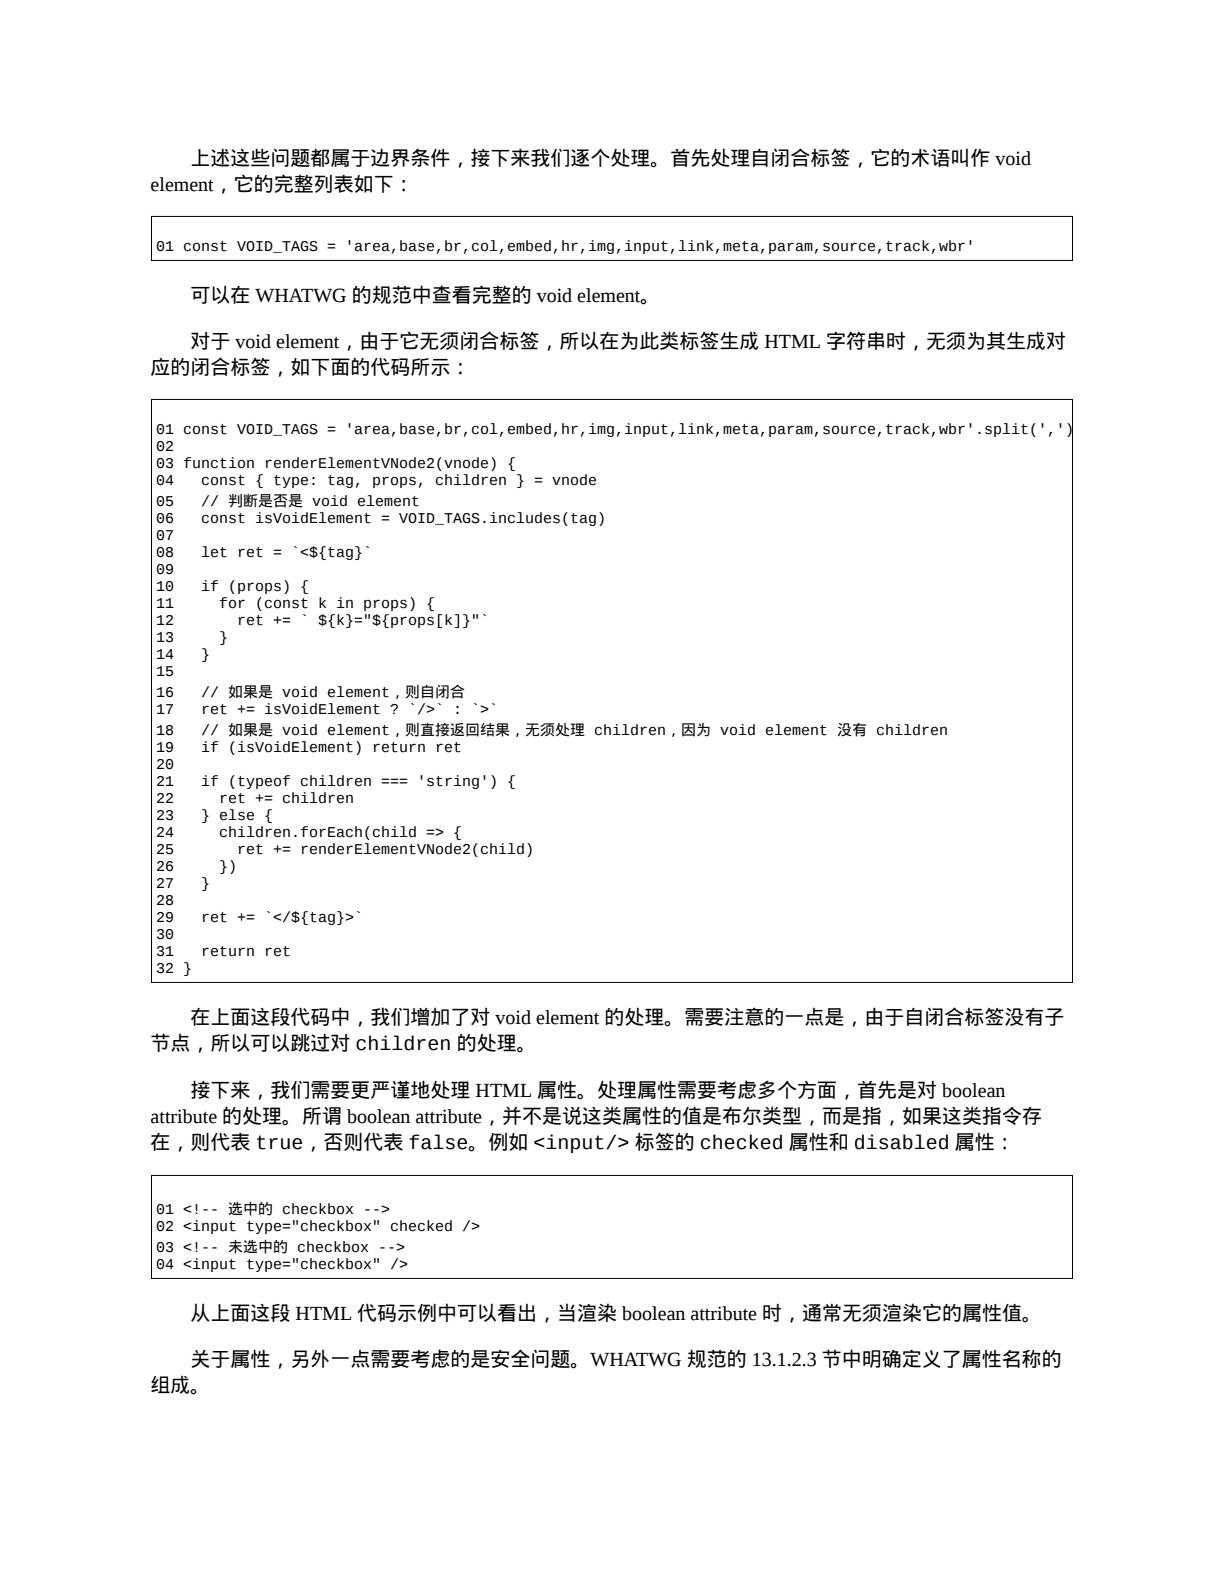 上述这些问题都属于边界条件，接下来我们逐个处理。首先处理自闭合标签，它的术语叫作 void
element，它的完整列表如下：
01 const VOID_TAGS = 'area,base,br,col,embed,hr,img,input,link,meta,param,source,track,wbr'
可以在 WHATWG 的规范中查看完整的 void element。
对于 void element，由于它无须闭合标签，所以在为此类标签生成 HTML 字符串时，无须为其生成对
应的闭合标签，如下面的代码所示：
01 const VOID_TAGS = 'area,base,br,col,embed,hr,img,input,link,meta,param,source,track,wbr'.split(',')
02
03 function renderElementVNode2(vnode) {
04   const { type: tag, props, children } = vnode
05   // 判断是否是 void element
06   const isVoidElement = VOID_TAGS.includes(tag)
07
08   let ret = `<${tag}`
09
10   if (props) {
11     for (const k in props) {
12       ret += ` ${k}="${props[k]}"`
13     }
14   }
15
16   // 如果是 void element，则自闭合
17   ret += isVoidElement ? `/>` : `>`
18   // 如果是 void element，则直接返回结果，无须处理 children，因为 void element 没有 children
19   if (isVoidElement) return ret
20
21   if (typeof children === 'string') {
22     ret += children
23   } else {
24     children.forEach(child => {
25       ret += renderElementVNode2(child)
26     })
27   }
28
29   ret += `</${tag}>`
30
31   return ret
32 }
在上面这段代码中，我们增加了对 void element 的处理。需要注意的一点是，由于自闭合标签没有子
节点，所以可以跳过对 children 的处理。
接下来，我们需要更严谨地处理 HTML 属性。处理属性需要考虑多个方面，首先是对 boolean
attribute 的处理。所谓 boolean attribute，并不是说这类属性的值是布尔类型，而是指，如果这类指令存
在，则代表 true，否则代表 false。例如 <input/> 标签的 checked 属性和 disabled 属性：
01 <!-- 选中的 checkbox -->
02 <input type="checkbox" checked />
03 <!-- 未选中的 checkbox -->
04 <input type="checkbox" />
从上面这段 HTML 代码示例中可以看出，当渲染 boolean attribute 时，通常无须渲染它的属性值。
关于属性，另外一点需要考虑的是安全问题。WHATWG 规范的 13.1.2.3 节中明确定义了属性名称的
组成。